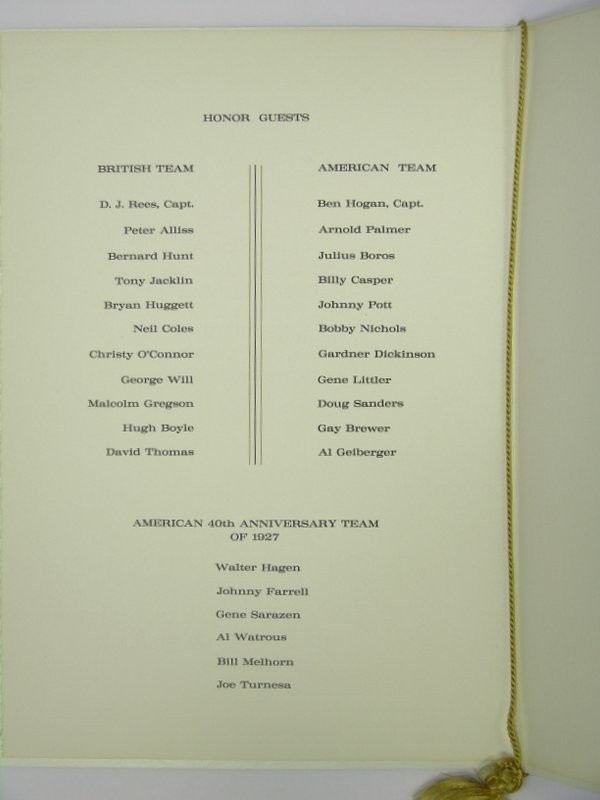 HONOR GUESTS
BRITISH TEAM
D. J. Rees, Capt.
Peter Alliss
Bernard Hunt
Tony Jacklin
Bryan Huggett
Neil Coles
Christy O'Connor
George Will
Malcolm Gregson
Hugh Boyle
David Thomas
AMERICAN TEAM
Ben Hogan, Capt.
Arnold Palmer
Julius Boros
Billy Casper
Johnny Pott
Bobby Nichols
Gardner Dickinson
Gene Littler
Doug Sanders
Gay Brewer
Al Geiberger
AMERICAN 40th ANNIVERSARY TEAM
OF 1927
Walter Hagen
Johnny Farrell
Gene Sarazen
Al Watrous
Bill Melhorn
Joe Turnesa